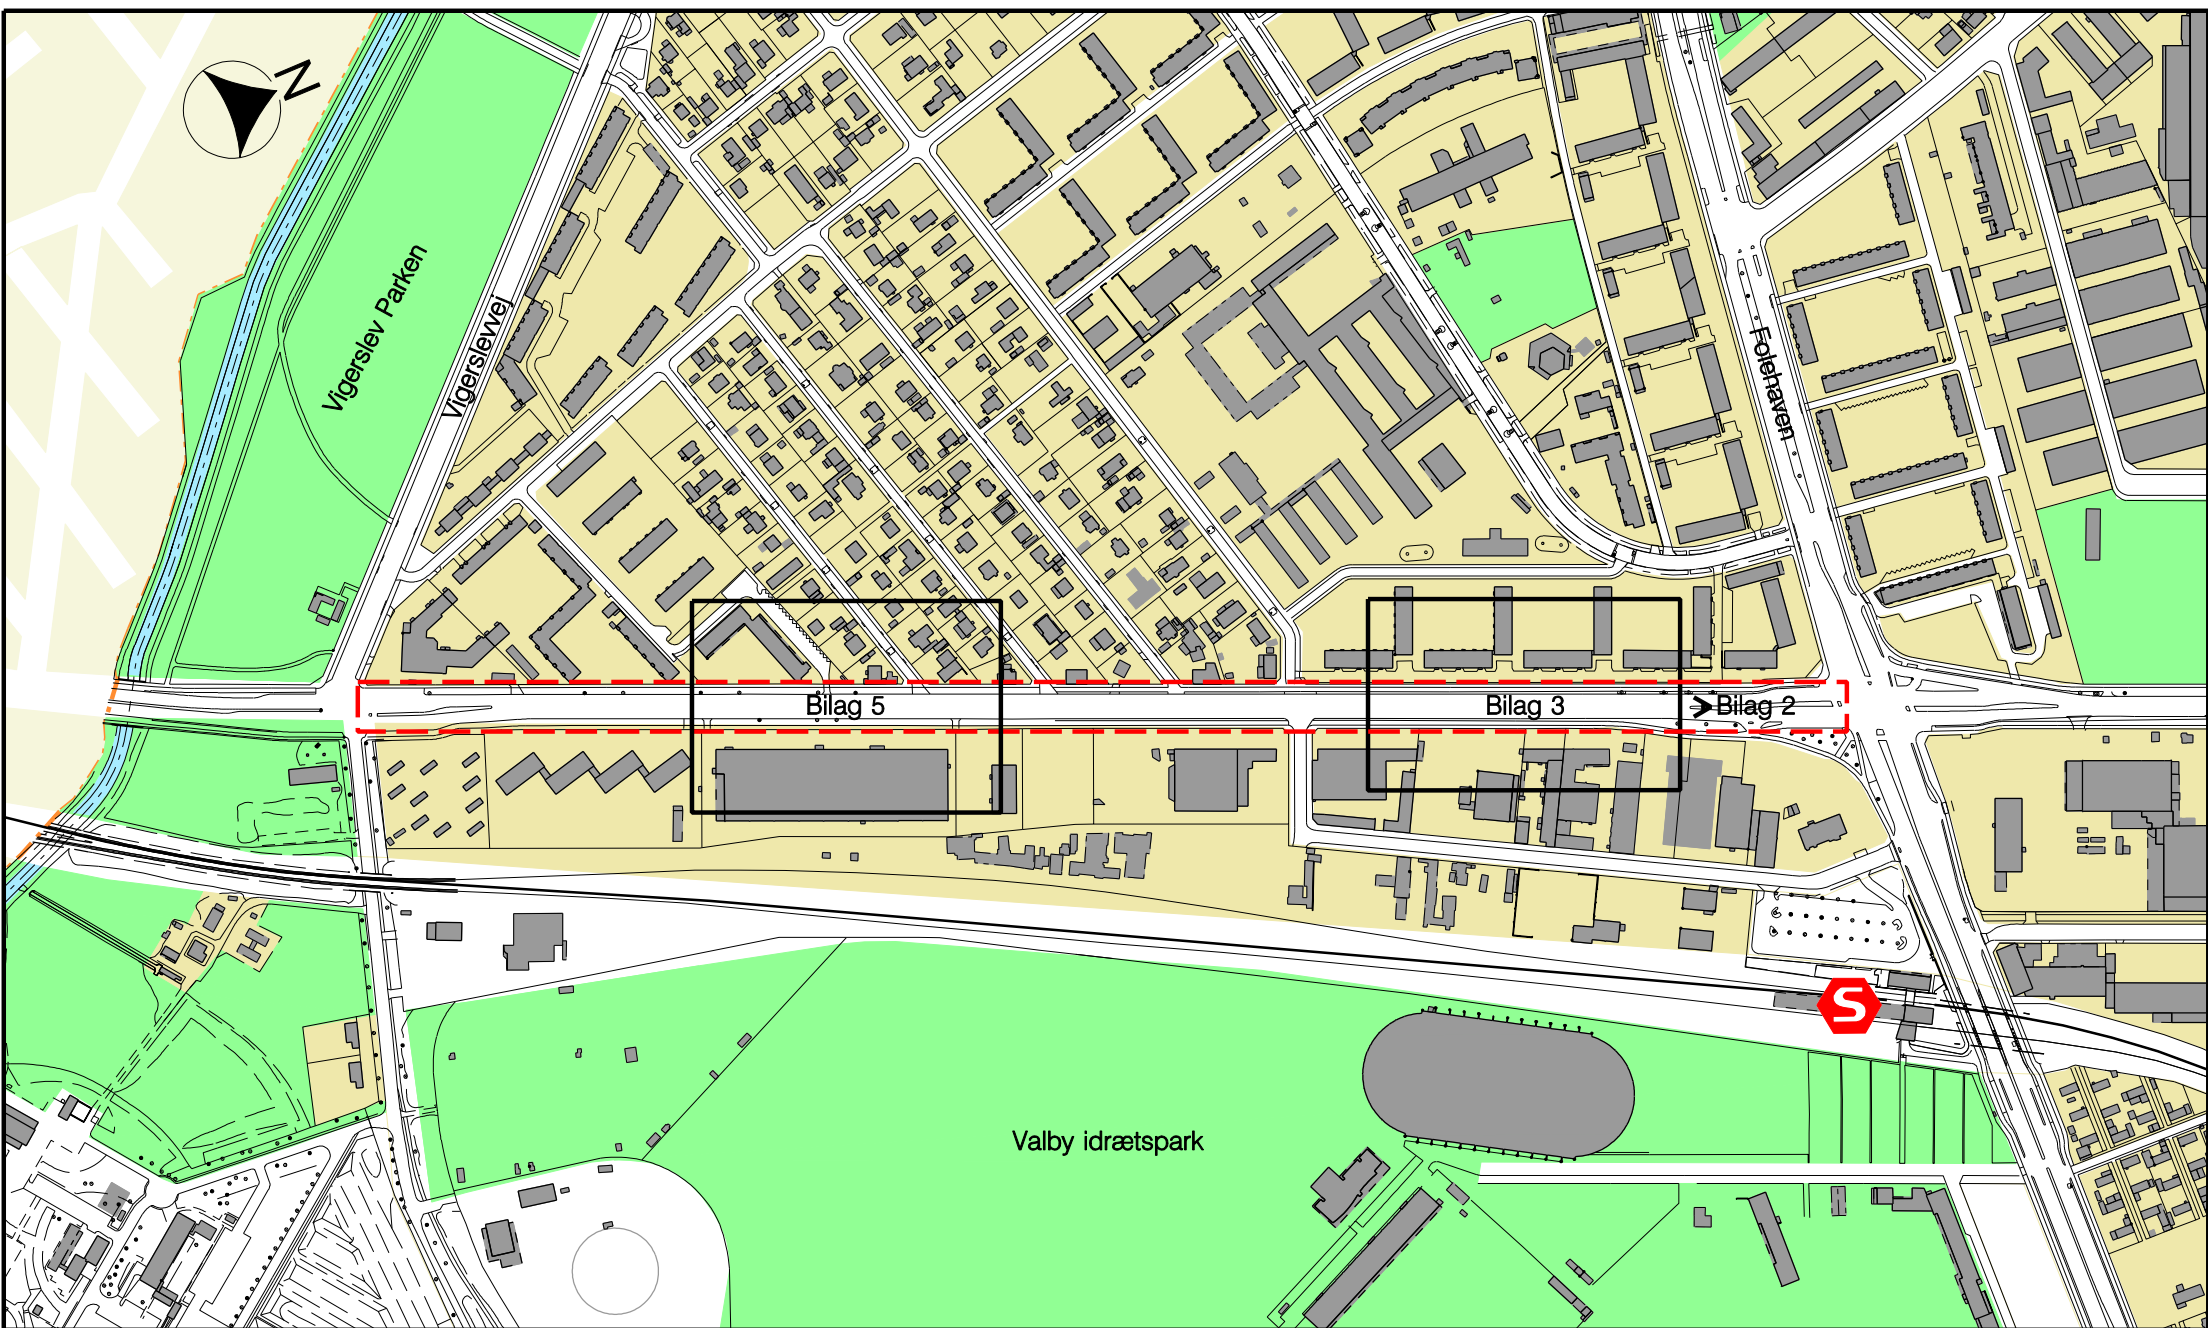 N
Vigerslev Parken
Vigerslevvej
Folehaven
Bilag 5
Bilag 3
Bilag 2
S
Valby idrætspark